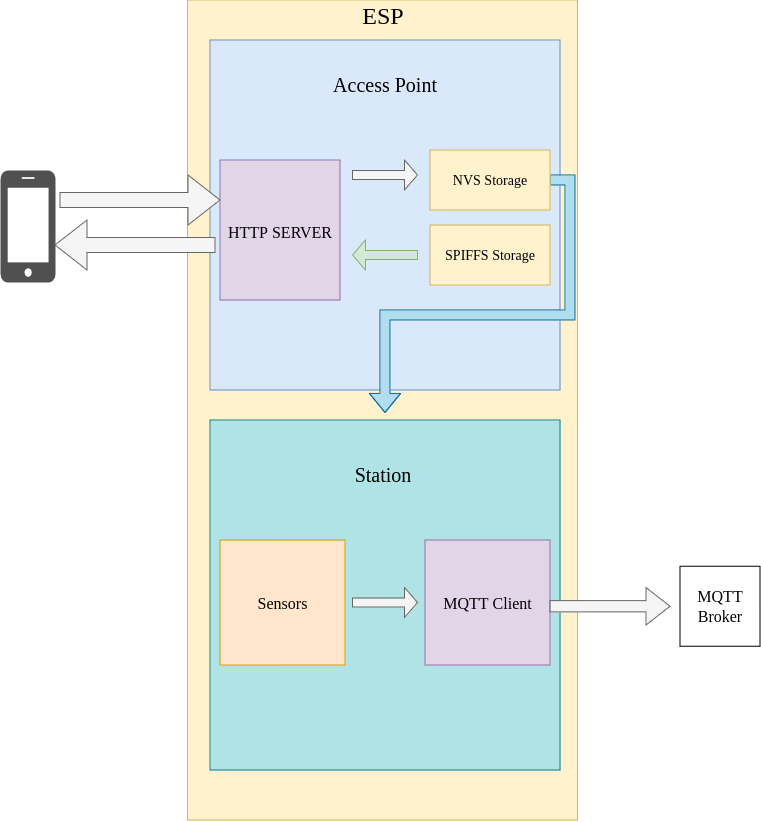 ESP
Access Point
HTTP SERVER
NVS Storage
SPIFFS Storage
Station
Sensors
MQTT Client
MQTT
Broker